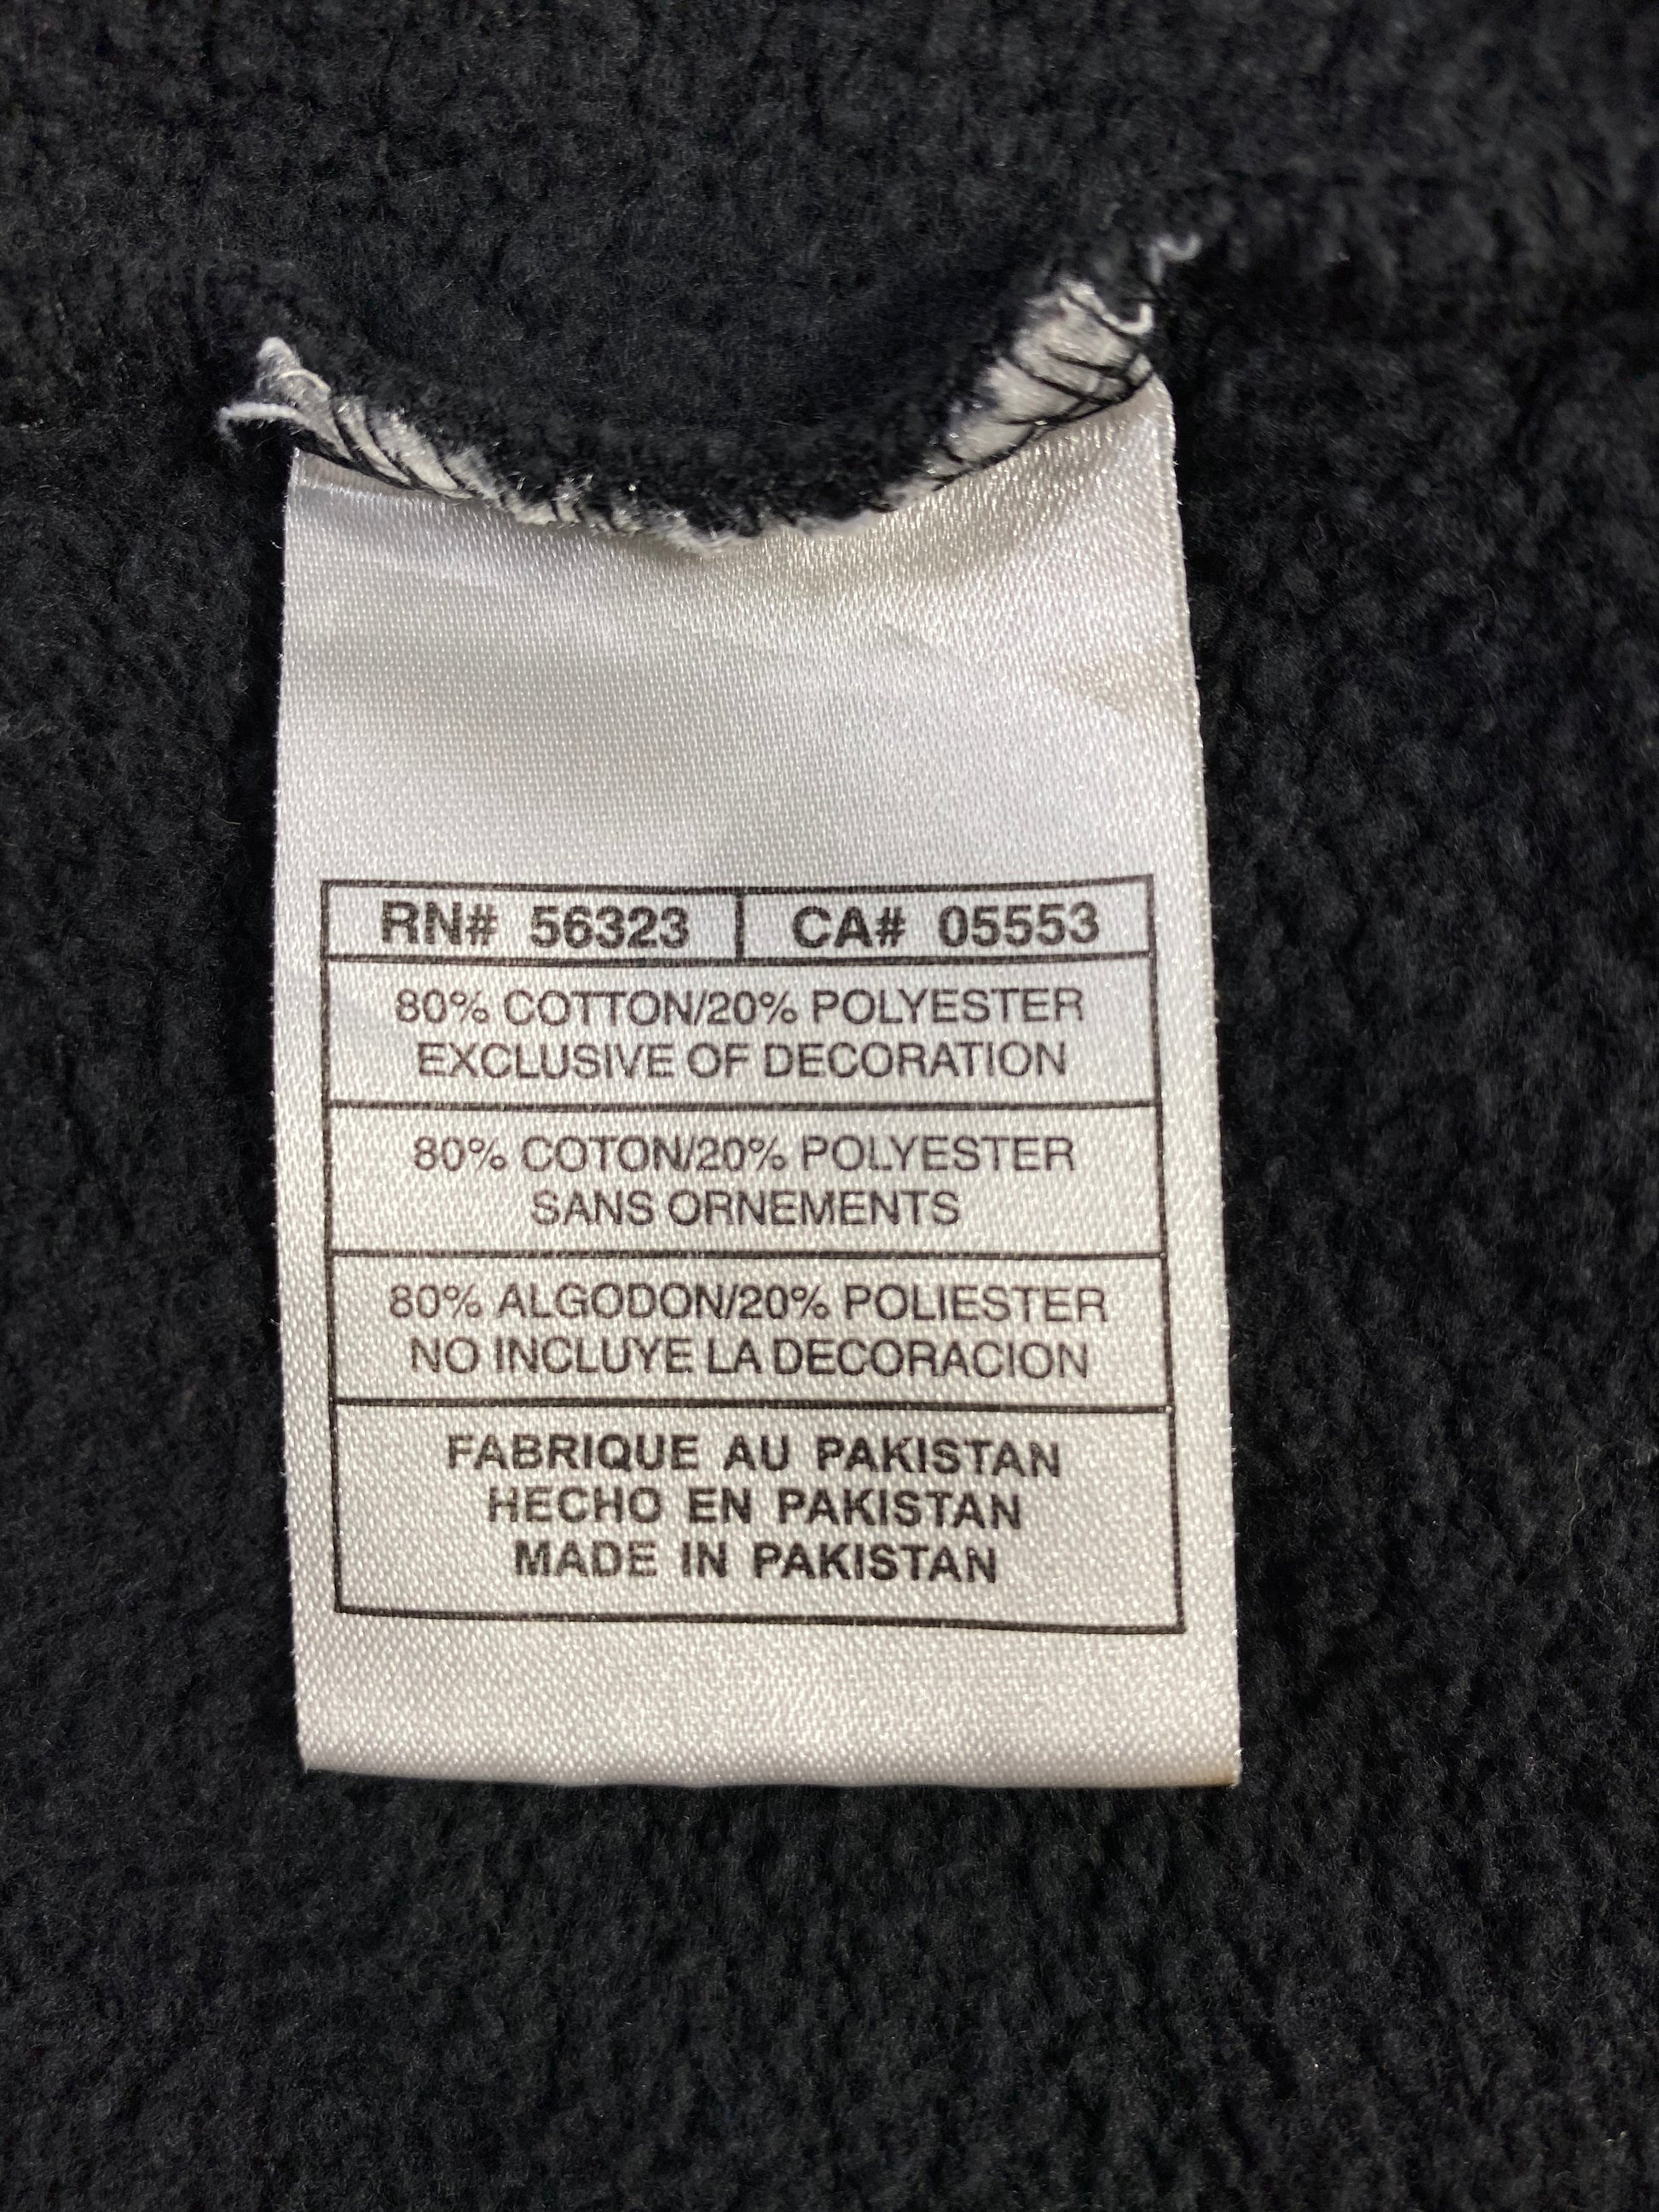 RN# 56323 CA# 05553
80% COTTON/20% POLYESTER
EXCLUSIVE OF DECORATION
80% COTON/20% POLYESTER
SANS ORNEMENTS
80% ALGODON/20% POLIESTER
NO INCLUYE LA DECORACION
FABRIQUE AU PAKISTAN
HECHO EN PAKISTAN
MADE IN PAKISTAN